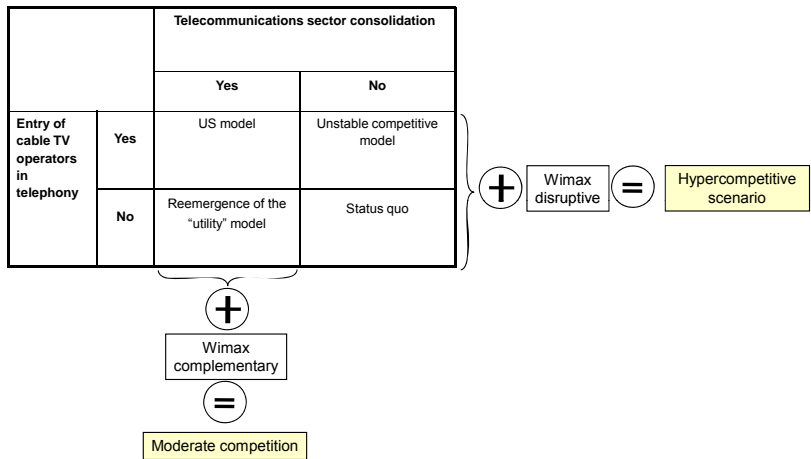 Telecommunications sector consolidation
Yes
No
Entry of
cable TV
operators
in
telephony
Yes
US model
Unstable competitive
model
No
Reemergence of the
“utility” model
Status quo
+
Wimax
disruptive
=
Hypercompetitive
scenario
+
Wimax
complementary
=
Moderate competition